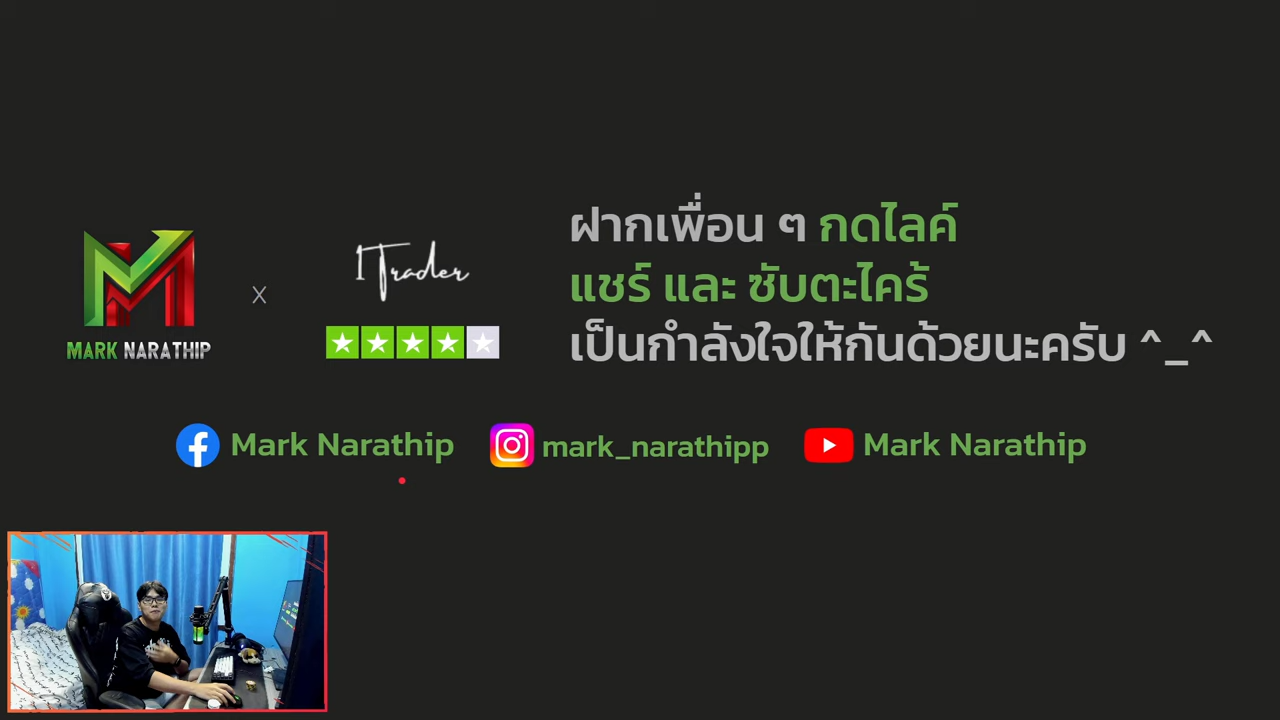 ฝากเพื่อน ๆ กดไลค์
แชร์ และ ซับตะไคร้
เป็นกำลังใจให้กันด้วยนะครับ ^_^
MARK NARATHIP
X
1Trader
Mark Narathip
mark_narathipp
Mark Narathip